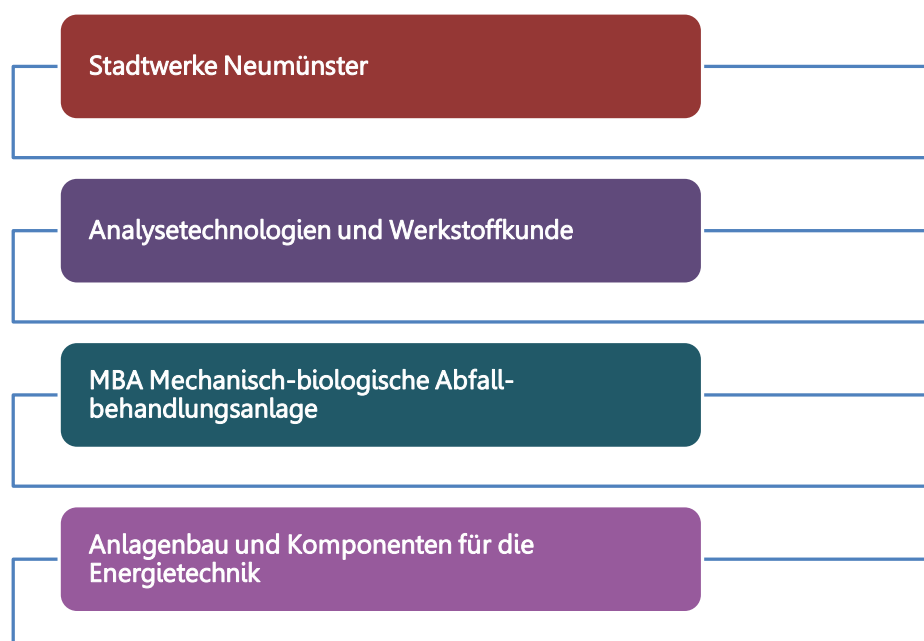 Stadtwerke Neumünster
Analysetechnologien und Werkstoffkunde
MBA Mechanisch-biologische Abfall-
behandlungsanlage
Anlagenbau und Komponenten für die
Energietechnik